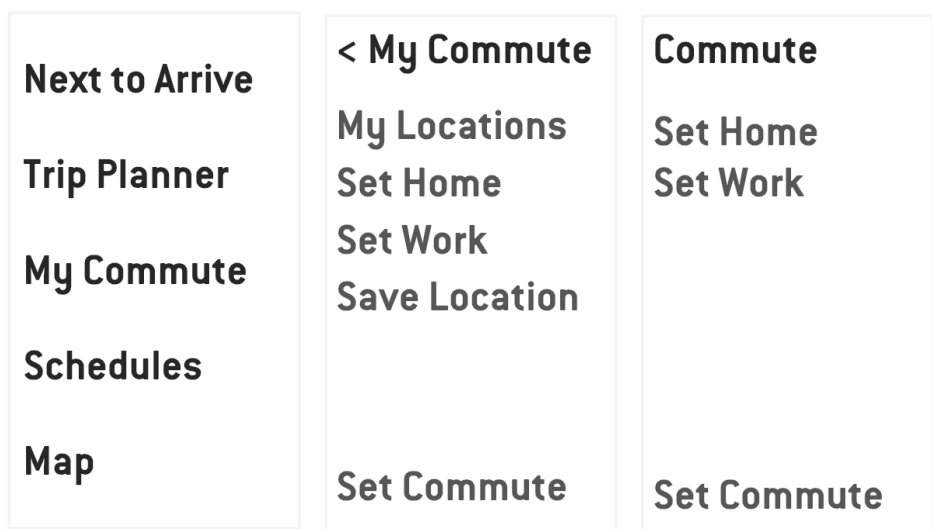 Next to Arrive
Trip Planner
My Commute
Schedules
Map
< My Commute
My Locations
Set Home
Set Work
Save Location
Set Commute
Commute
Set Home
Set Work
Set Commute